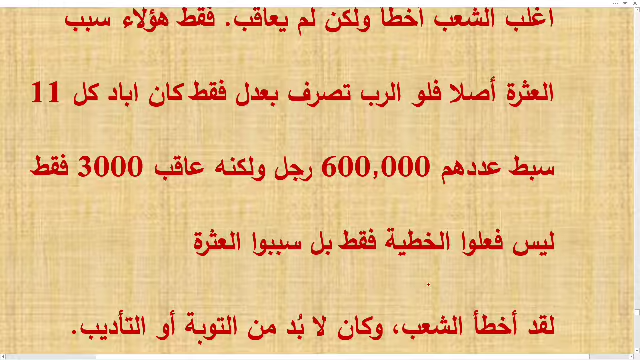 أغلب الشعب أخطأ ولكن لم يعاقب. فقط هؤلاء سبب
العثرة أصلا فلو الرب تصرف بعدل فقط كان اباد كل 11
سبط عددهم 600,000 رجل ولكنه عاقب 3000 فقط
ليس فعلوا الخطية فقط بل سببوا العثرة
لقد أخطأ الشعب، وكان لا بُد من التوبة أو التأديب.